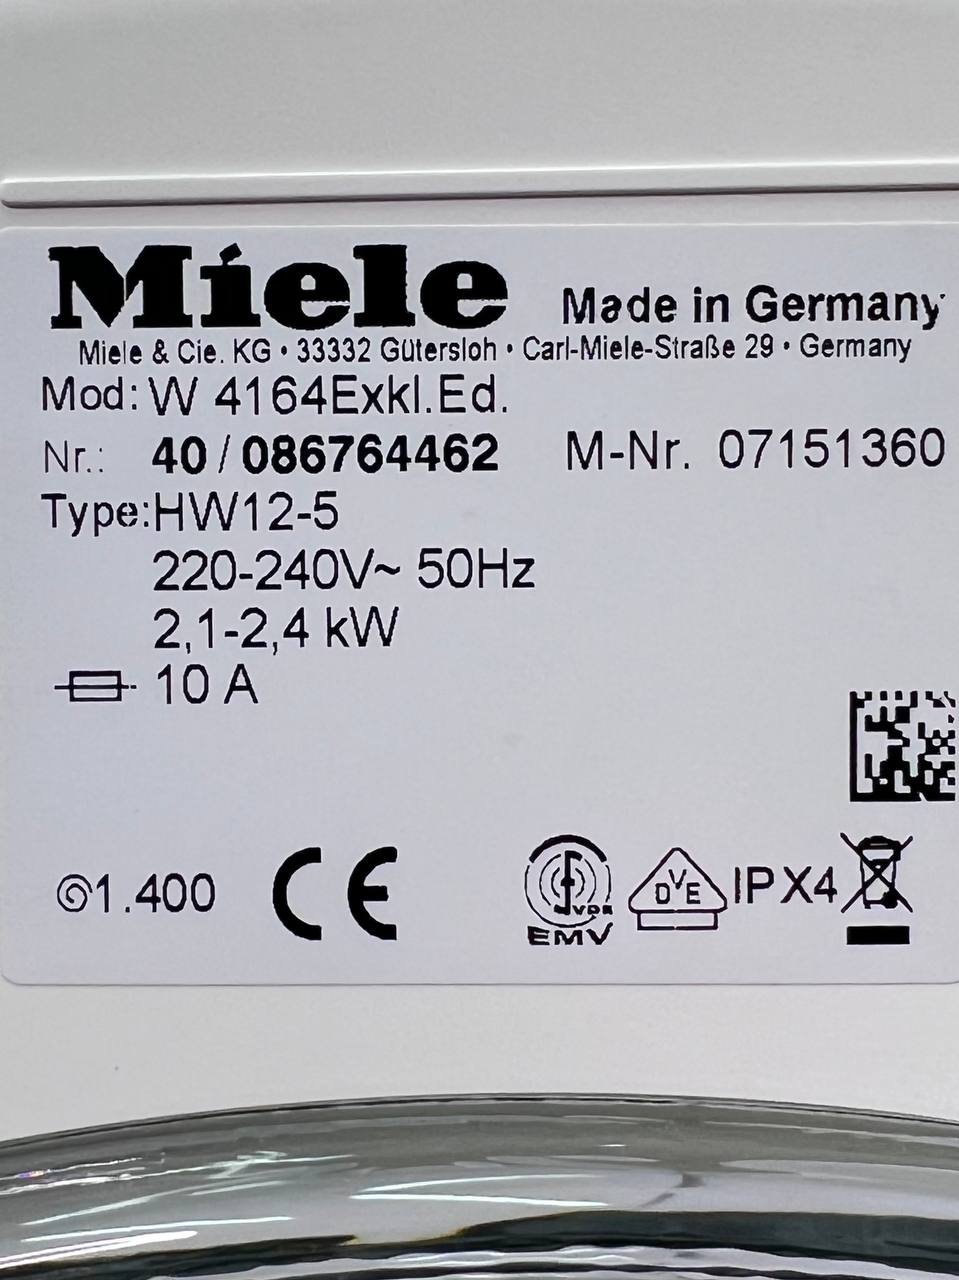 Miele Made in Germany
Miele & Cie. KG • 33332 Gütersloh • Carl-Miele-Straße 29 • Germany
Mod: W 4164Exkl.Ed.
Nr.: 40 / 086764462 M-Nr. 07151360
Type:HW12-5
220-240V~ 50Hz
2,1-2,4 kW
10 A
1.400 CE VDE EMV DVE IPX4